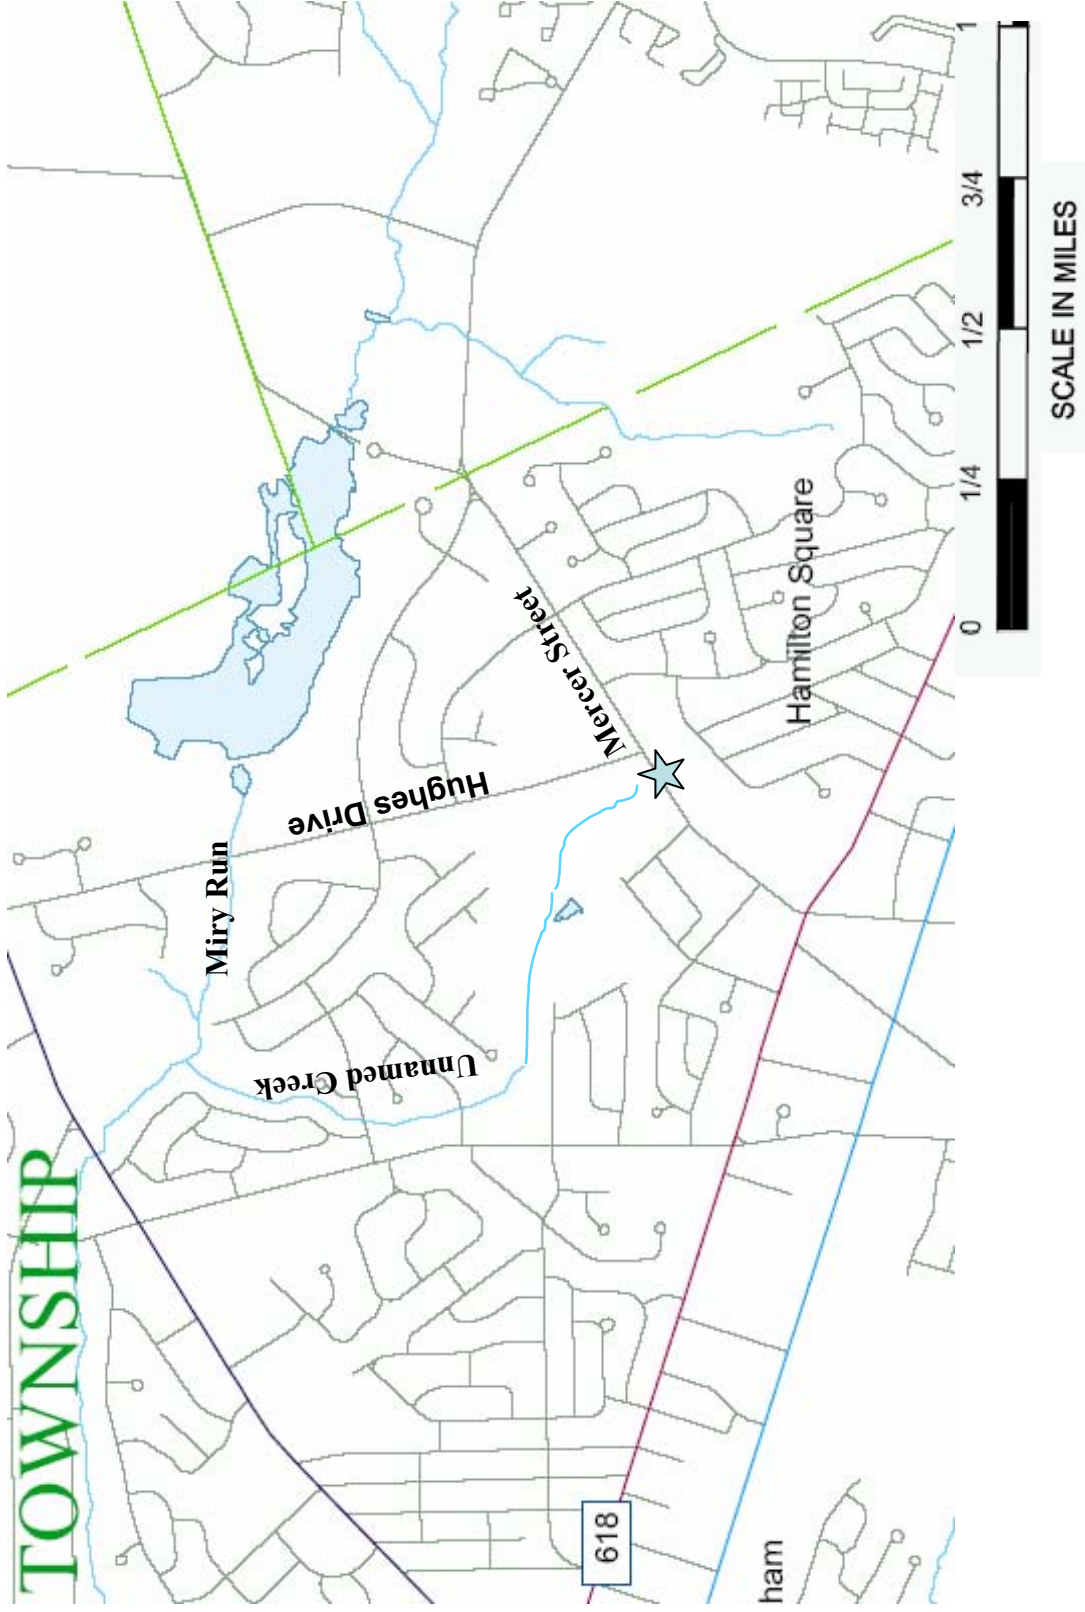 TOWNSHIP
Miry Run
Hughes Drive
Unnamed Creek
Mercer Street
Hamilton Square
618
ham
0 1/4 1/2 3/4 1
SCALE IN MILES